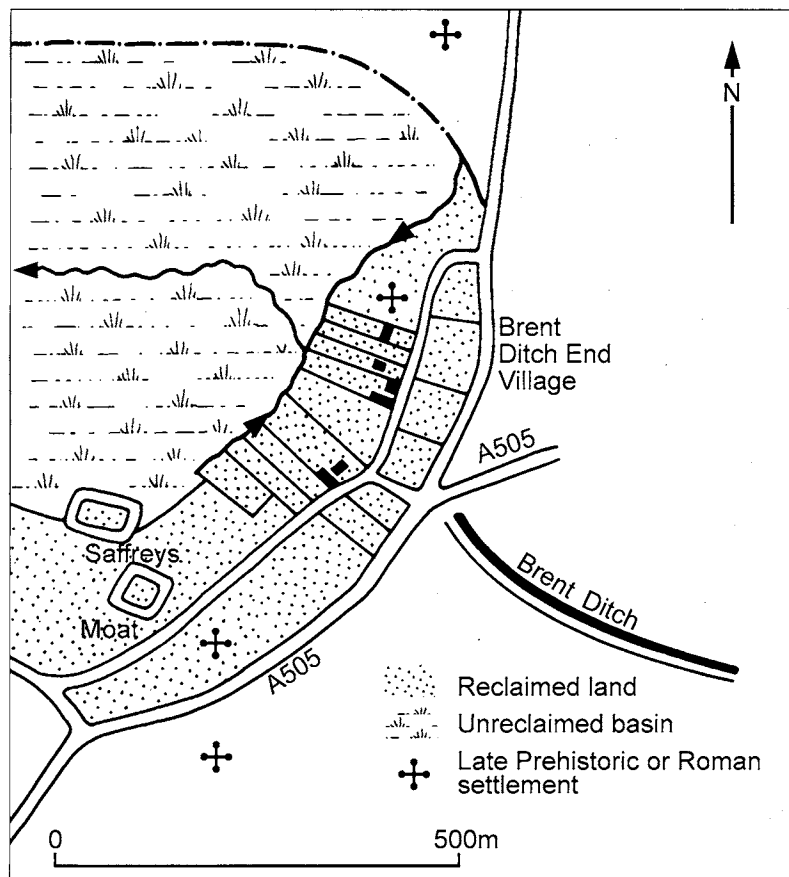 N
Brent
Ditch End
Village
A505
Saffreys
Moat
Brent Ditch
A505
Reclaimed land
Unreclaimed basin
Late Prehistoric or Roman
settlement
0 500m